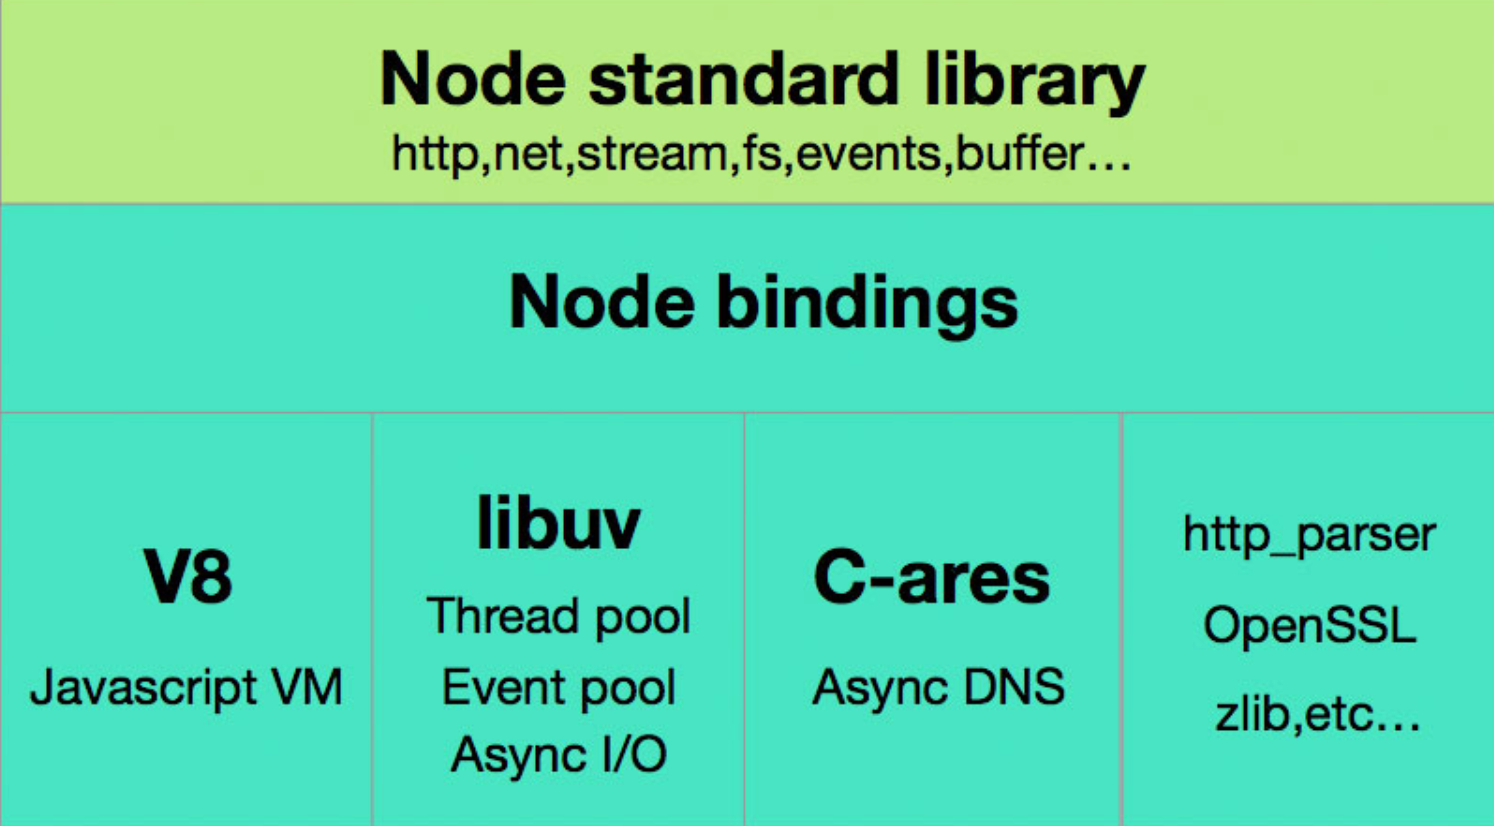 Node standard library
http,net,stream,fs,events,buffer…
Node bindings
V8
Javascript VM
libuv
Thread pool
Event pool
Async I/O
C-ares
Async DNS
http_parser
OpenSSL
zlib,etc…